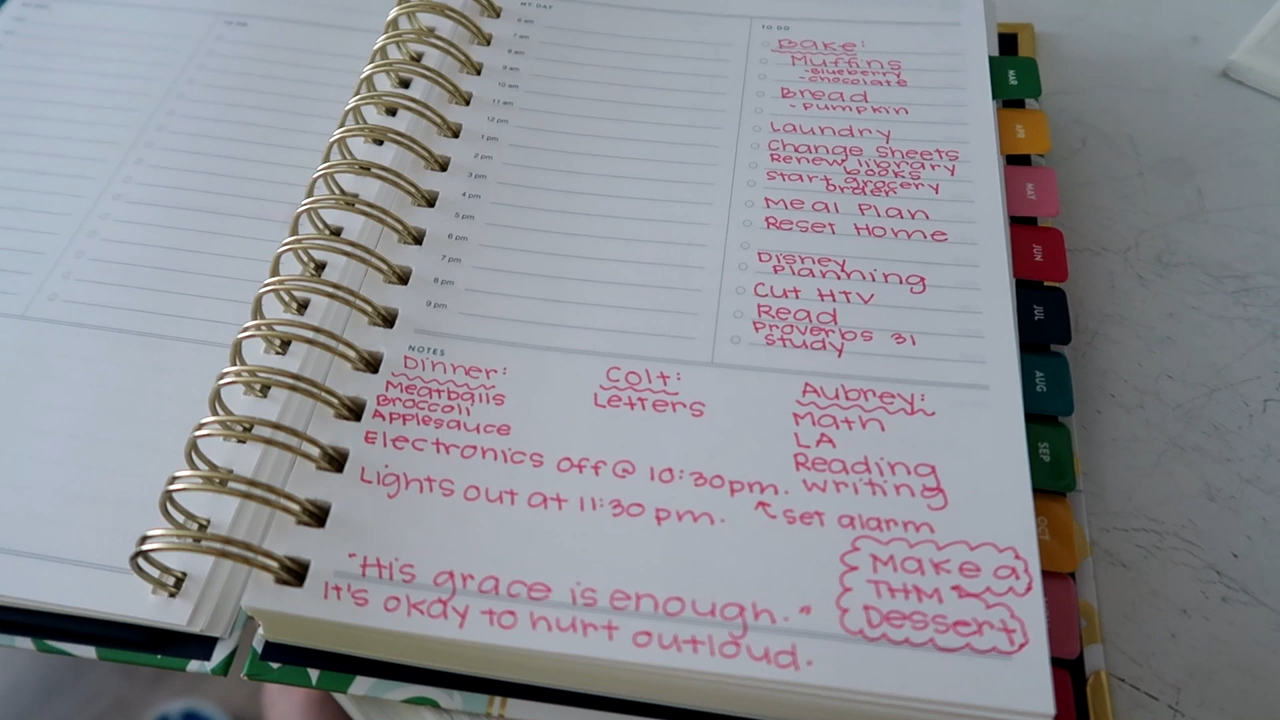 MY DAY
6 am
7 am
8 am
9 am
10 am
11 am
12 pm
1 pm
2 pm
3 pm
4 pm
5 pm
6 pm
7 pm
8 pm
9 pm
TO DO
Bake:
Muffins
-Blueberry
-chocolate
Bread
- Pumpkin
Laundry
Change sheets
Renew library
books
Start grocery
order
Meal Plan
Reset Home
Disney
Planning
Cut HTV
Read
Proverbs 31
study
NOTES
Dinner:
Meatballs
Broccoli
Applesauce
Colt:
Letters
Aubrey:
Math
LA
Reading
writing
Electronics off @ 10:30pm.
Lights out at 11:30 pm.
set alarm
"His grace is enough."
It's okay to hurt outloud.
Make a
THM
Dessert
MAR
APR
MAY
JUN
JUL
AUG
SEP
OCT